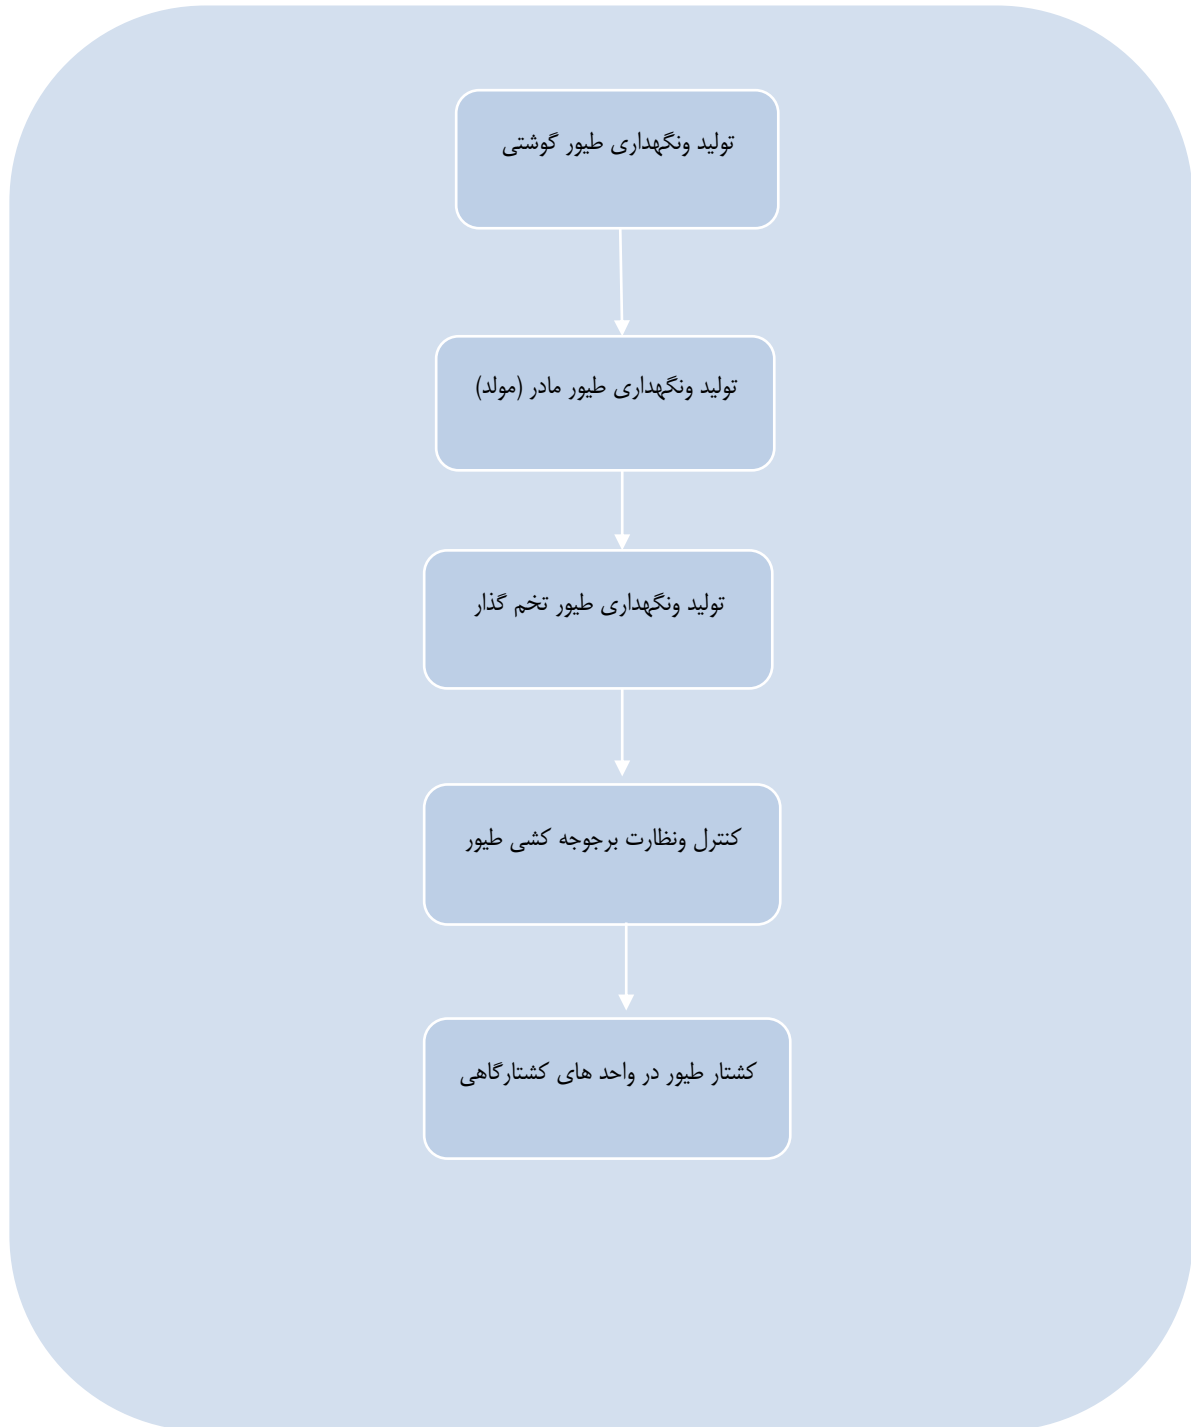 تولید ونگهداری طیور گوشتی
تولید ونگهداری طیور مادر (مولد)
تولید ونگهداری طیور تخم گذار
کنترل ونظارت برجوجه کشی طیور
کشتار طیور در واحد های کشتارگاهی